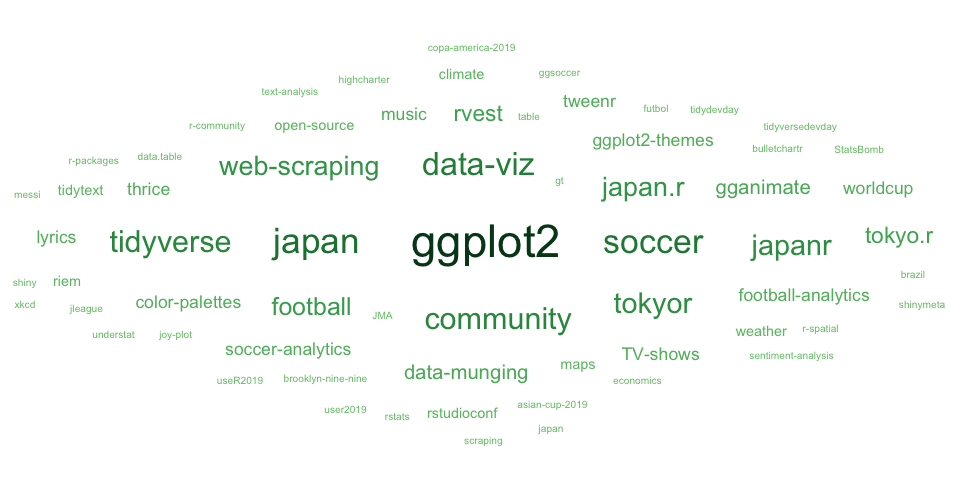 copa-america-2019
climate
ggsoccer
highcharter
text-analysis
tweenr
futbol
tidydevday
music
rvest
table
r-community
open-source
tidyversedevday
ggplot2-themes
bulletchartr
StatsBomb
r-packages
data.table
web-scraping
data-viz
gt
japan.r
gganimate
worldcup
messi
tidytext
thrice
lyrics
tidyverse
japan
ggplot2
soccer
japanr
tokyo.r
brazil
shiny
riem
xkcd
jleague
color-palettes
football
JMA
community
tokyor
football-analytics
shinymeta
understat
joy-plot
weather
r-spatial
soccer-analytics
TV-shows
sentiment-analysis
useR2019
brooklyn-nine-nine
data-munging
maps
economics
user2019
rstats
rstudioconf
asian-cup-2019
japan
scraping